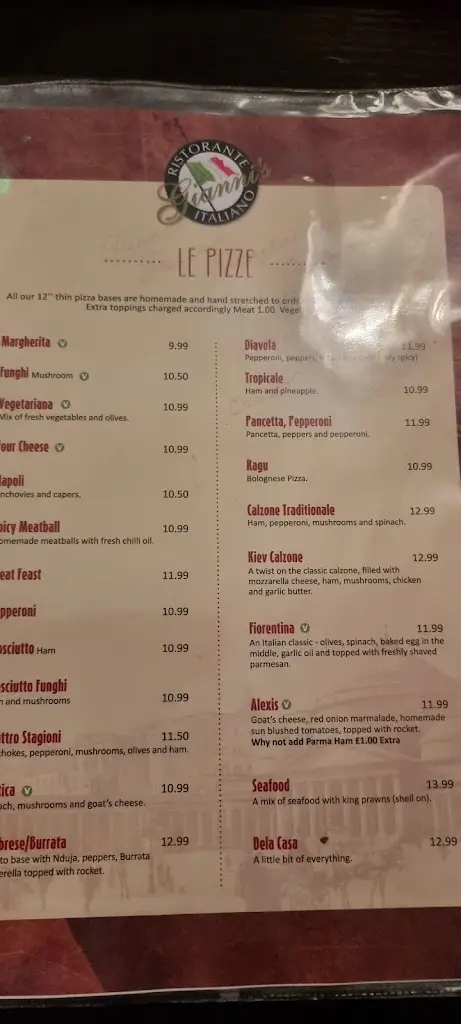 RISTORANTE
Gianni's
ITALIANO
LE PIZZE
All our 12" thin pizza bases are homemade and hand stretched to
Extra toppings charged accordingly Meat 1.00
Margherita V 9.99
Funghi Mushroom V 10.50
Vegetariana V 10.99
Mix of fresh vegetables and olives.
our Cheese V 10.99
apoli
nchovies and capers. 10.50
icy Meatball 10.99
omemade meatballs with fresh chilli oil.
eat Feast 11.99
pperoni 10.99
osciutto Ham 10.99
sciutto Funghi
and mushrooms 10.99
ttro Stagioni 11.50
chokes, pepperoni, mushrooms, olives and ham.
tica V 10.99
ach, mushrooms and goat's cheese.
brese/Burrata 12.99
to base with Nduja, peppers, Burrata
erella topped with rocket.
Diavola 11.99
Pepperoni, peppers, spicy)
Tropicale
Ham and pineapple. 10.99
Pancetta, Pepperoni 11.99
Pancetta, peppers and pepperoni.
Ragu 10.99
Bolognese Pizza.
Calzone Traditionale 12.99
Ham, pepperoni, mushrooms and spinach.
Kiev Calzone 12.99
A twist on the classic calzone, filled with
mozzarella cheese, ham, mushrooms, chicken
and garlic butter.
Fiorentina V 11.99
An Italian classic - olives, spinach, baked egg in the
middle, garlic oil and topped with freshly shaved
parmesan.
Alexis V 11.99
Goat's cheese, red onion marmalade, homemade
sun blushed tomatoes, topped with rocket.
Why not add Parma Ham £1.00 Extra
Seafood 13.99
A mix of seafood with king prawns (shell on).
Dela Casa 12.99
A little bit of everything.